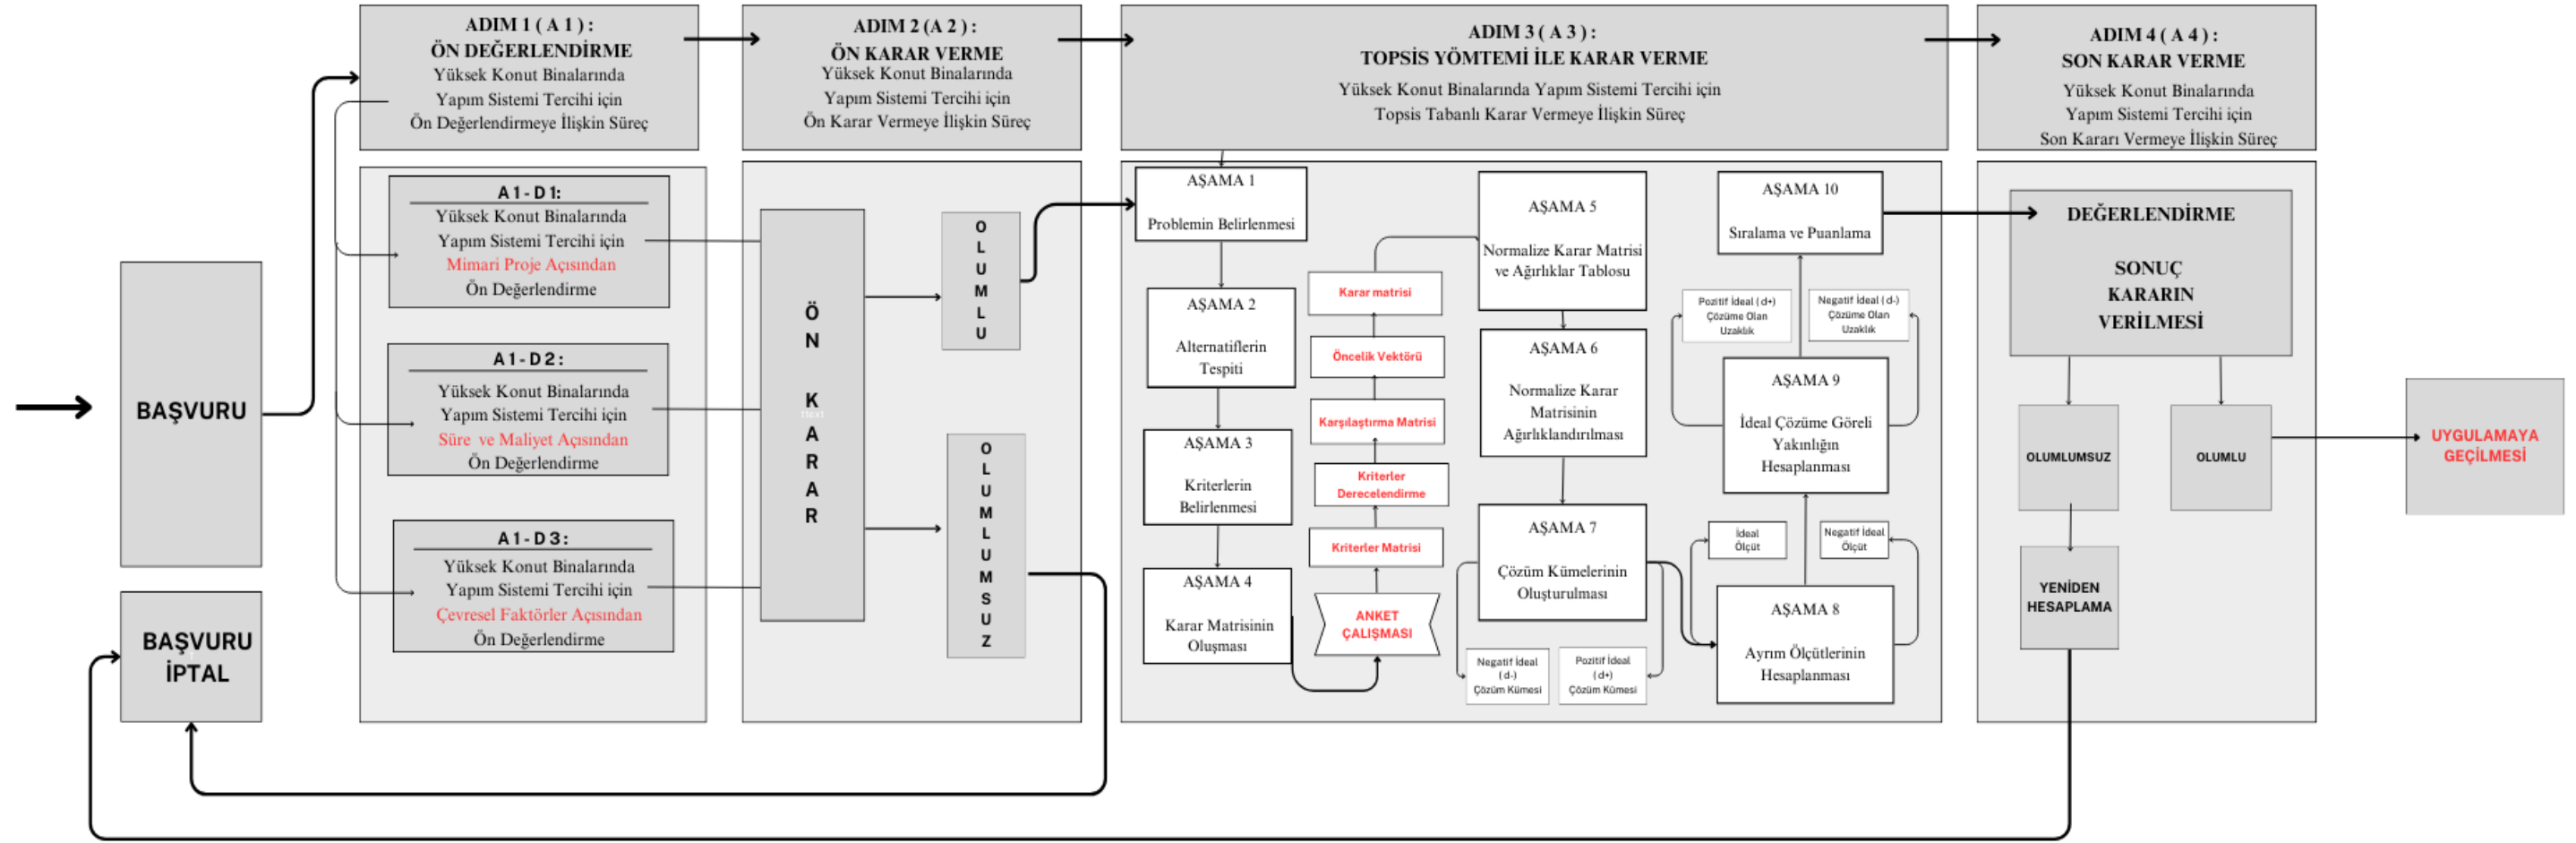 ADIM 1 ( A 1 ) :
ÖN DEĞERLENDİRME
Yüksek Konut Binalarında
Yapım Sistemi Tercihi için
Ön Değerlendirmeye İlişkin Süreç
ADIM 2 (A 2 ) :
ÖN KARAR VERME
Yüksek Konut Binalarında
Yapım Sistemi Tercihi için
Ön Karar Vermeye İlişkin Süreç
ADIM 3 ( A 3 ) :
TOPSİS YÖMTEMİ İLE KARAR VERME
Yüksek Konut Binalarında Yapım Sistemi Tercihi için
Topsis Tabanlı Karar Vermeye İlişkin Süreç
ADIM 4 ( A 4 ) :
SON KARAR VERME
Yüksek Konut Binalarında
Yapım Sistemi Tercihi için
Son Kararı Vermeye İlişkin Süreç
BAŞVURU
BAŞVURU
İPTAL
A 1 - D 1:
Yüksek Konut Binalarında
Yapım Sistemi Tercihi için
Mimari Proje Açısından
Ön Değerlendirme
A 1 - D 2:
Yüksek Konut Binalarında
Yapım Sistemi Tercihi için
Süre ve Maliyet Açısından
Ön Değerlendirme
A 1 - D 3:
Yüksek Konut Binalarında
Yapım Sistemi Tercihi için
Çevresel Faktörler Açısından
Ön Değerlendirme
ÖN KARAR
OLUMLU
OLUMLUMSUZ
AŞAMA 1
Problemin Belirlenmesi
AŞAMA 2
Alternatiflerin
Tespiti
AŞAMA 3
Kriterlerin
Belirlenmesi
AŞAMA 4
Karar Matrisinin
Oluşması
ANKET
ÇALIŞMASI
Kriterler Matrisi
Kriterler
Derecelendirme
Karşılaştırma Matrisi
Öncelik Vektörü
Karar matrisi
AŞAMA 5
Normalize Karar Matrisi
ve Ağırlıklar Tablosu
AŞAMA 6
Normalize Karar
Matrisinin
Ağırlıklandırılması
AŞAMA 7
Çözüm Kümelerinin
Oluşturulması
Negatif İdeal
( d-)
Çözüm Kümesi
Pozitif İdeal
( d+)
Çözüm Kümesi
AŞAMA 8
Ayrım Ölçütlerinin
Hesaplanması
İdeal
Ölçüt
Negatif İdeal
Ölçüt
AŞAMA 9
İdeal Çözüme Göreli
Yakınlığın
Hesaplanması
Pozitif İdeal ( d+)
Çözüme Olan
Uzaklık
Negatif İdeal ( d-)
Çözüme Olan
Uzaklık
AŞAMA 10
Sıralama ve Puanlama
DEĞERLENDİRME
SONUÇ
KARARIN
VERİLMESİ
OLUMLUMSUZ
OLUMLU
YENİDEN
HESAPLAMA
UYGULAMAYA
GEÇİLMESİ